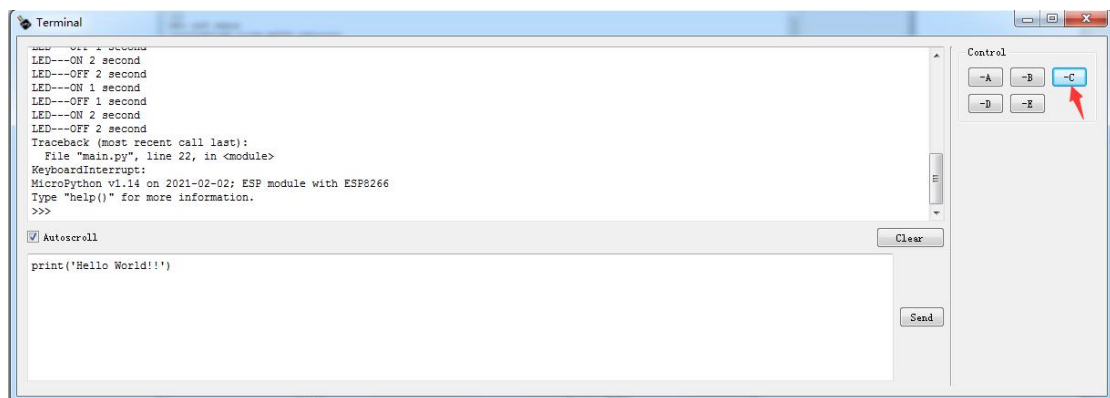 Terminal
LED---ON 2 second
LED---OFF 2 second
LED---ON 1 second
LED---OFF 1 second
LED---ON 2 second
LED---OFF 2 second
Traceback (most recent call last):
  File "main.py", line 22, in <module>
KeyboardInterrupt:
MicroPython v1.14 on 2021-02-02; ESP module with ESP8266
Type "help()" for more information.
>>>
Autoscroll
Clear
print('Hello World!!')
Send
Control
-A -B -C
-D -E